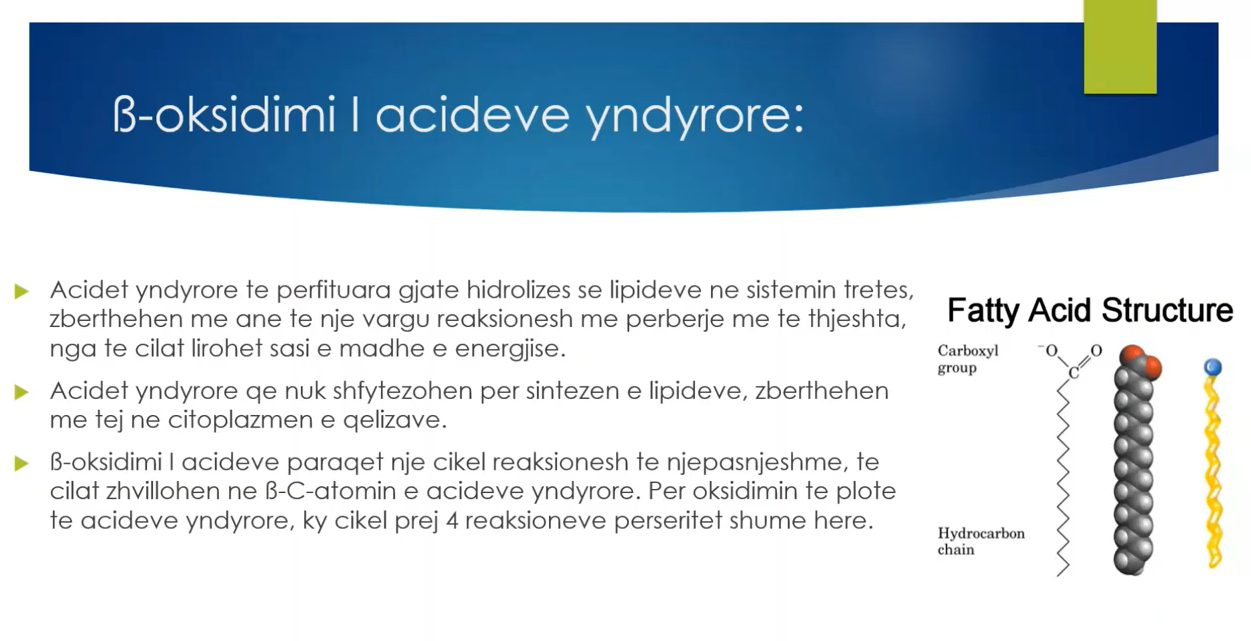 ß-oksidimi I acideve yndyrore:
Acidet yndyrore te perfituara gjate hidrolizes se lipideve ne sistemin tretes,
zberthehen me ane te nje vargu reaksionesh me perberje me te thjeshta,
nga te cilat lirohet sasi e madhe e energjise.
Acidet yndyrore qe nuk shfytezohen per sintezen e lipideve, zberthehen
me tej ne citoplazmen e qelizave.
ß-oksidimi I acideve paraqet nje cikel reaksionesh te njepasnjeshme, te
cilat zhvillohen ne ß-C-atomin e acideve yndyrore. Per oksidimin te plote
te acideve yndyrore, ky cikel prej 4 reaksioneve perseritet shume here.
Fatty Acid Structure
Carboxyl
group
⁻O
O
C
Hydrocarbon
chain